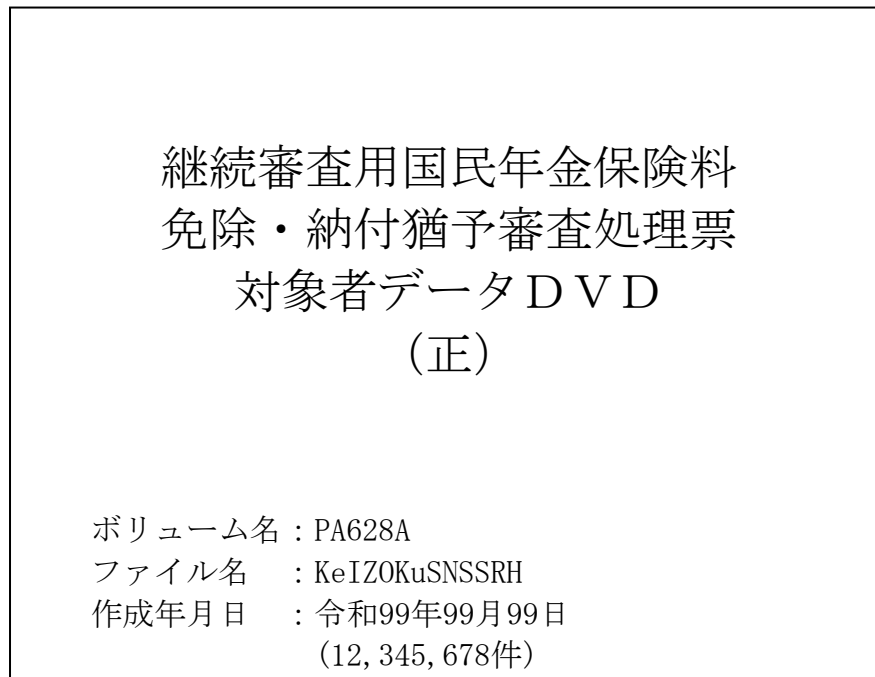 継続審査用国民年金保険料
免除・納付猶予審査処理票
対象者データＤＶＤ
（正）
ボリューム名：PA628A
ファイル名　：KeIZOKuSNSSRH
作成年月日　：令和99年99月99日
(12,345,678件)